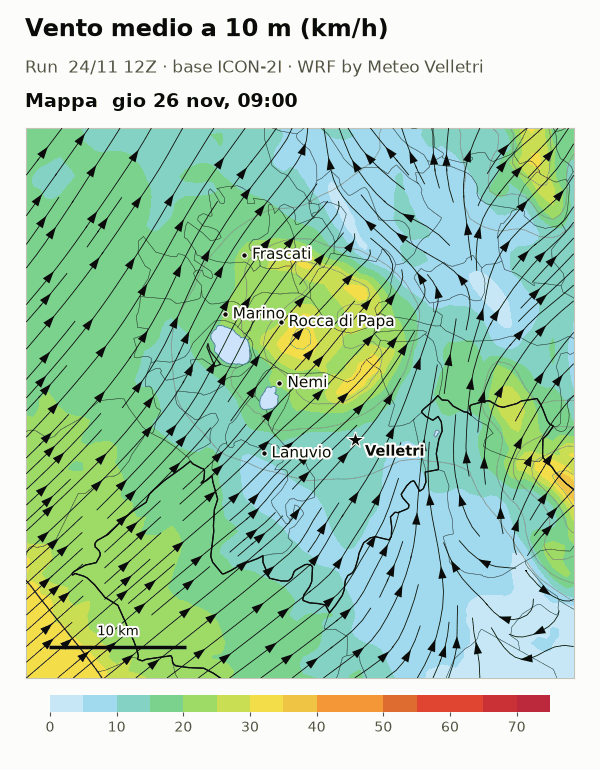 Vento medio a 10 m (km/h)
Run  24/11 12Z · base ICON-2I · WRF by Meteo Velletri
Mappa  gio 26 nov, 09:00
Frascati
Marino
Rocca di Papa
Nemi
Velletri
Lanuvio
10 km
0 10 20 30 40 50 60 70